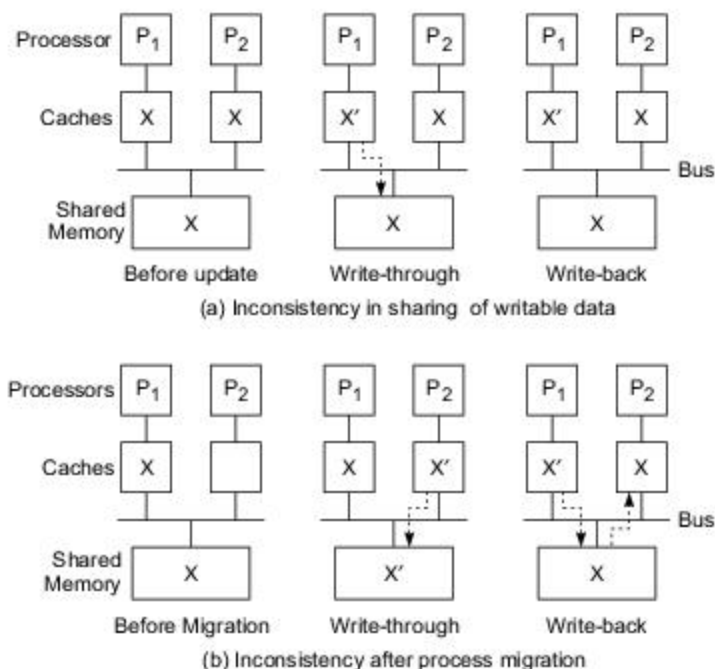 Processor P1 P2 P1 P2 P1 P2
Caches X X X′ X X′ X
Bus
Shared Memory X X X
Before update Write-through Write-back
(a) Inconsistency in sharing of writable data
Processors P1 P2 P1 P2 P1 P2
Caches X X X′ X′ X
Bus
Shared Memory X X′ X
Before Migration Write-through Write-back
(b) Inconsistency after process migration